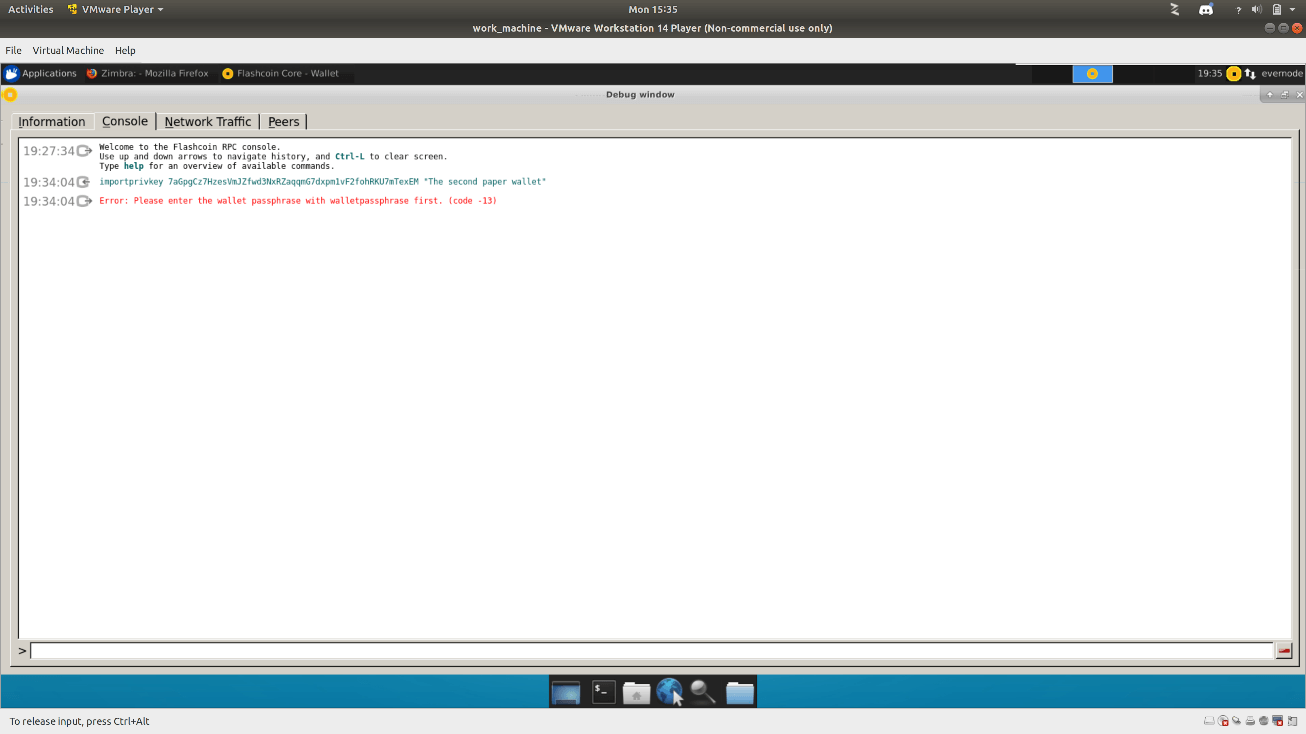 Activities VMware Player Mon 15:35 ?
work_machine - VMware Workstation 14 Player (Non-commercial use only)
File Virtual Machine Help
Applications Zimbra: - Mozilla Firefox Flashcoin Core - Wallet 19:35 evernode
Debug window
Information Console Network Traffic Peers
19:27:34 Welcome to the Flashcoin RPC console.
Use up and down arrows to navigate history, and Ctrl-L to clear screen.
Type help for an overview of available commands.
19:34:04 importprivkey 7aGpgCz7HzesVmJZfwd3NxRZaqqmG7dxpm1vF2fohRKU7mTexEM "The second paper wallet"
19:34:04 Error: Please enter the wallet passphrase with walletpassphrase first. (code -13)
>
$_
To release input, press Ctrl+Alt